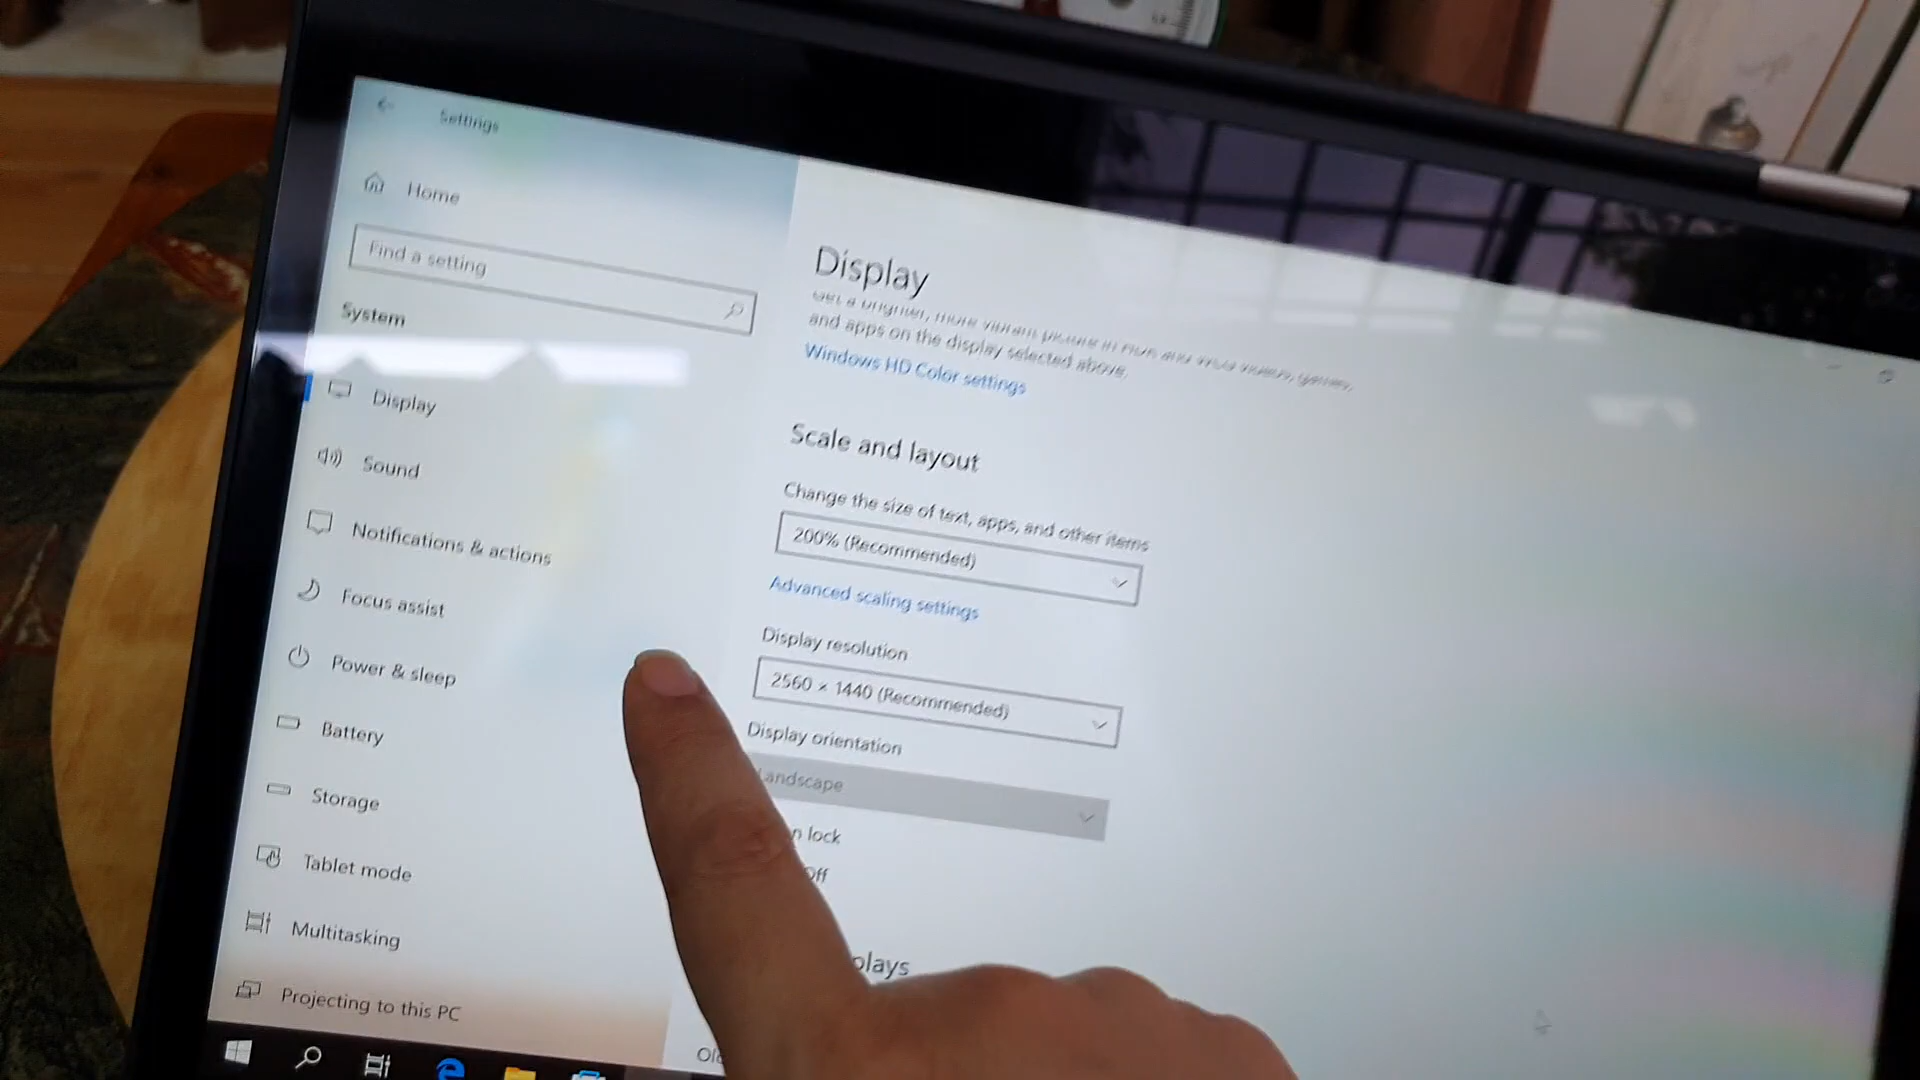 Settings
Home
Find a setting
System
Display
Sound
Notifications & actions
Focus assist
Power & sleep
Battery
Storage
Tablet mode
Multitasking
Projecting to this PC
Display
and apps on the display selected above.
Windows HD Color settings
Scale and layout
Change the size of text, apps, and other items
200% (Recommended)
Advanced scaling settings
Display resolution
2560 × 1440 (Recommended)
Display orientation
Landscape
n lock
Off
plays